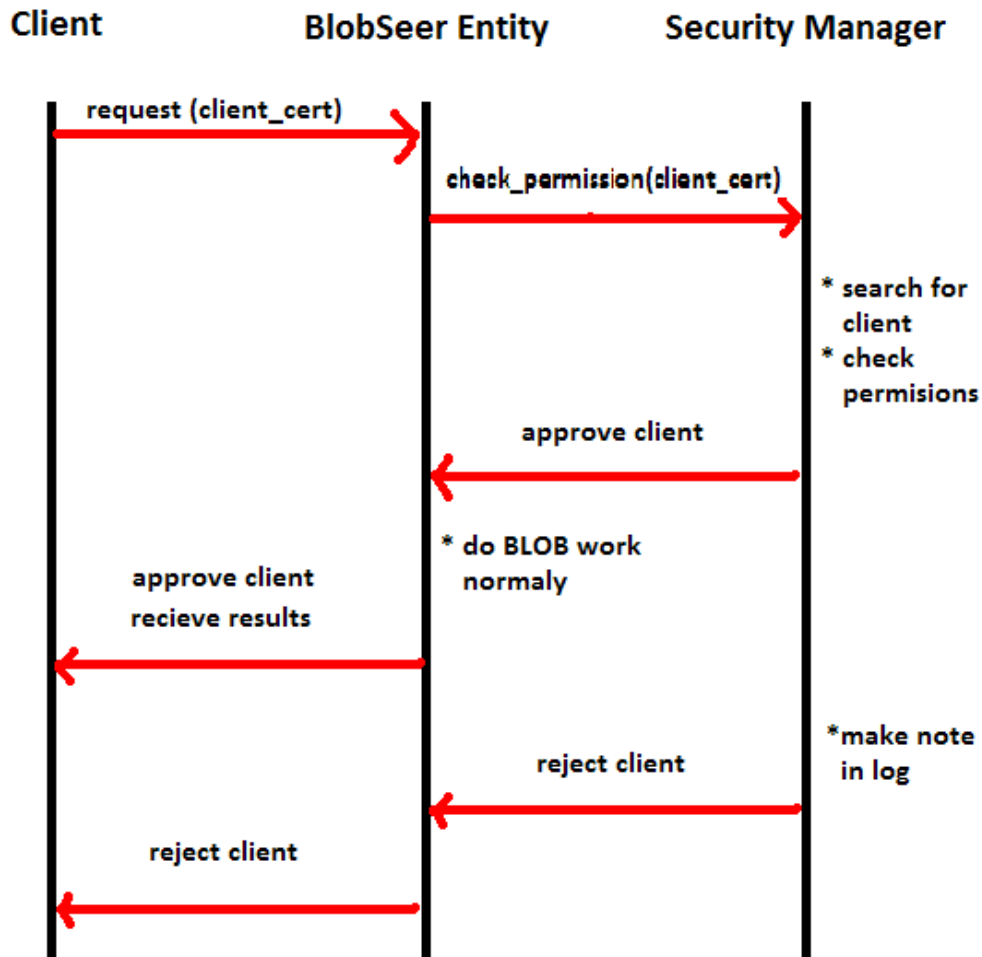 Client BlobSeer Entity Security Manager
request (client_cert)
check_permission(client_cert)
* search for
client
* check
permisions
approve client
* do BLOB work
normaly
approve client
recieve results
*make note
in log
reject client
reject client